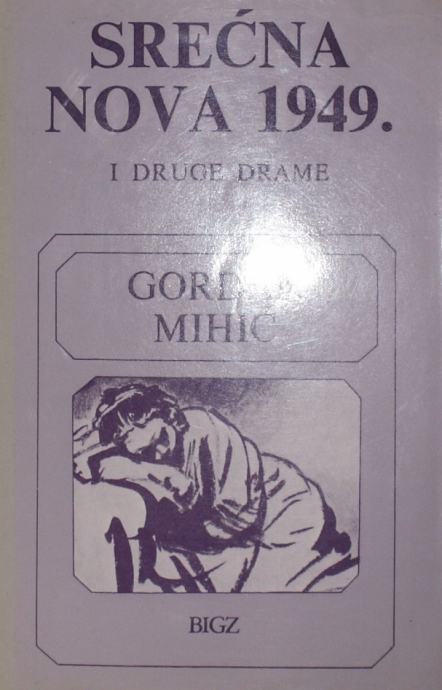 SREĆNA
NOVA 1949.
I DRUGE DRAME
MIHIĆ
BIGZ